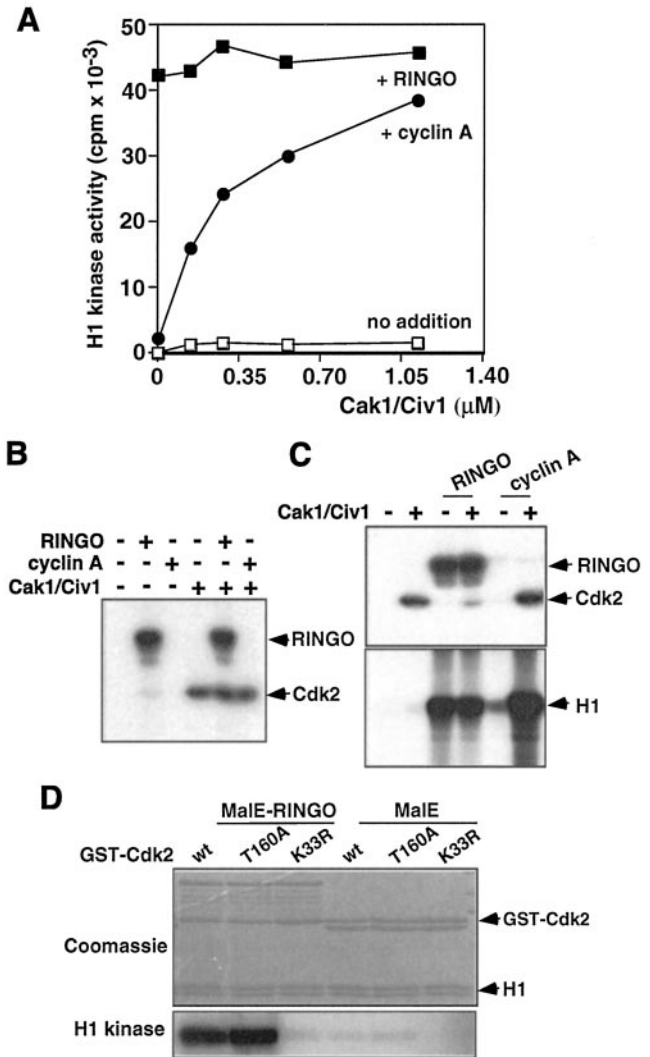 A
H1 kinase activity (cpm x 10-3)
50
40
30
20
10
0
+ RINGO
+ cyclin A
no addition
0 0.35 0.70 1.05 1.40
Cak1/Civ1 (µM)
B
RINGO - + - - + -
cyclin A - - + - - +
Cak1/Civ1 - - - + + +
RINGO
Cdk2
C
RINGO cyclin A
Cak1/Civ1 - + - + - +
RINGO
Cdk2
H1
D
MalE-RINGO MalE
GST-Cdk2 wt T160A K33R wt T160A K33R
Coomassie
GST-Cdk2
H1
H1 kinase